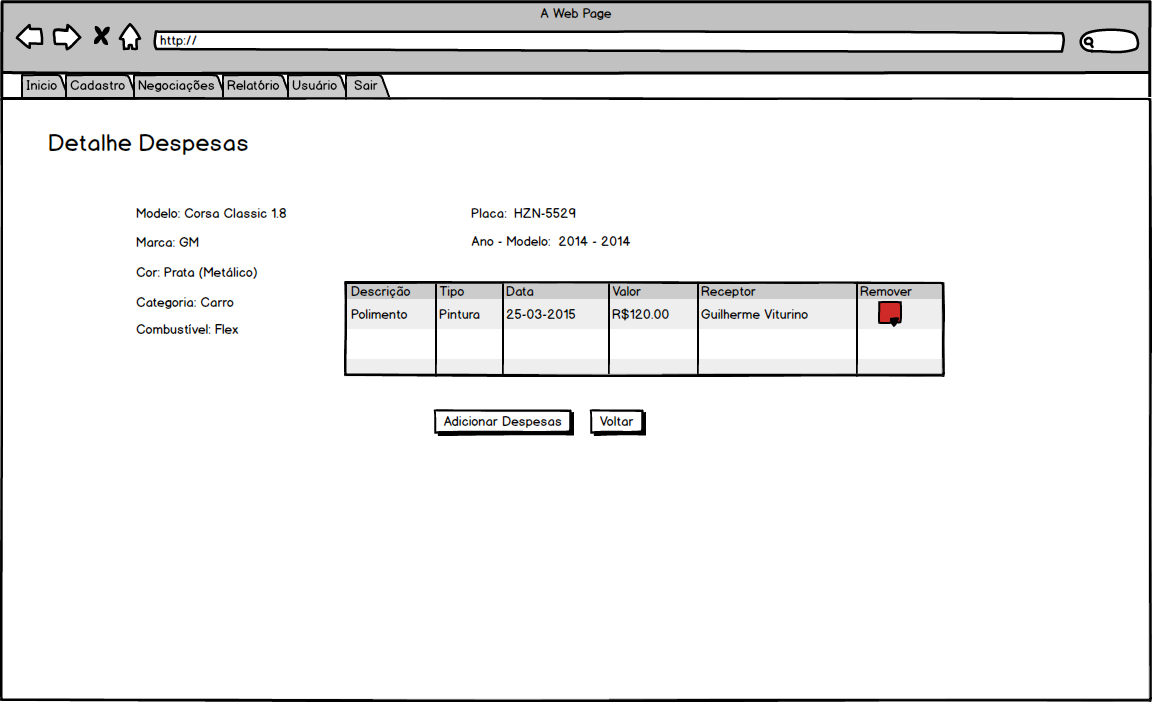 A Web Page
http://
Inicio Cadastro Negociações Relatório Usuário Sair
Detalhe Despesas
Modelo: Corsa Classic 1.8 Placa: HZN-5529
Marca: GM Ano - Modelo: 2014 - 2014
Cor: Prata (Metálico)
Categoria: Carro
Combustível: Flex
Descrição Tipo Data Valor Receptor Remover
Polimento Pintura 25-03-2015 R$120.00 Guilherme Viturino
Adicionar Despesas Voltar